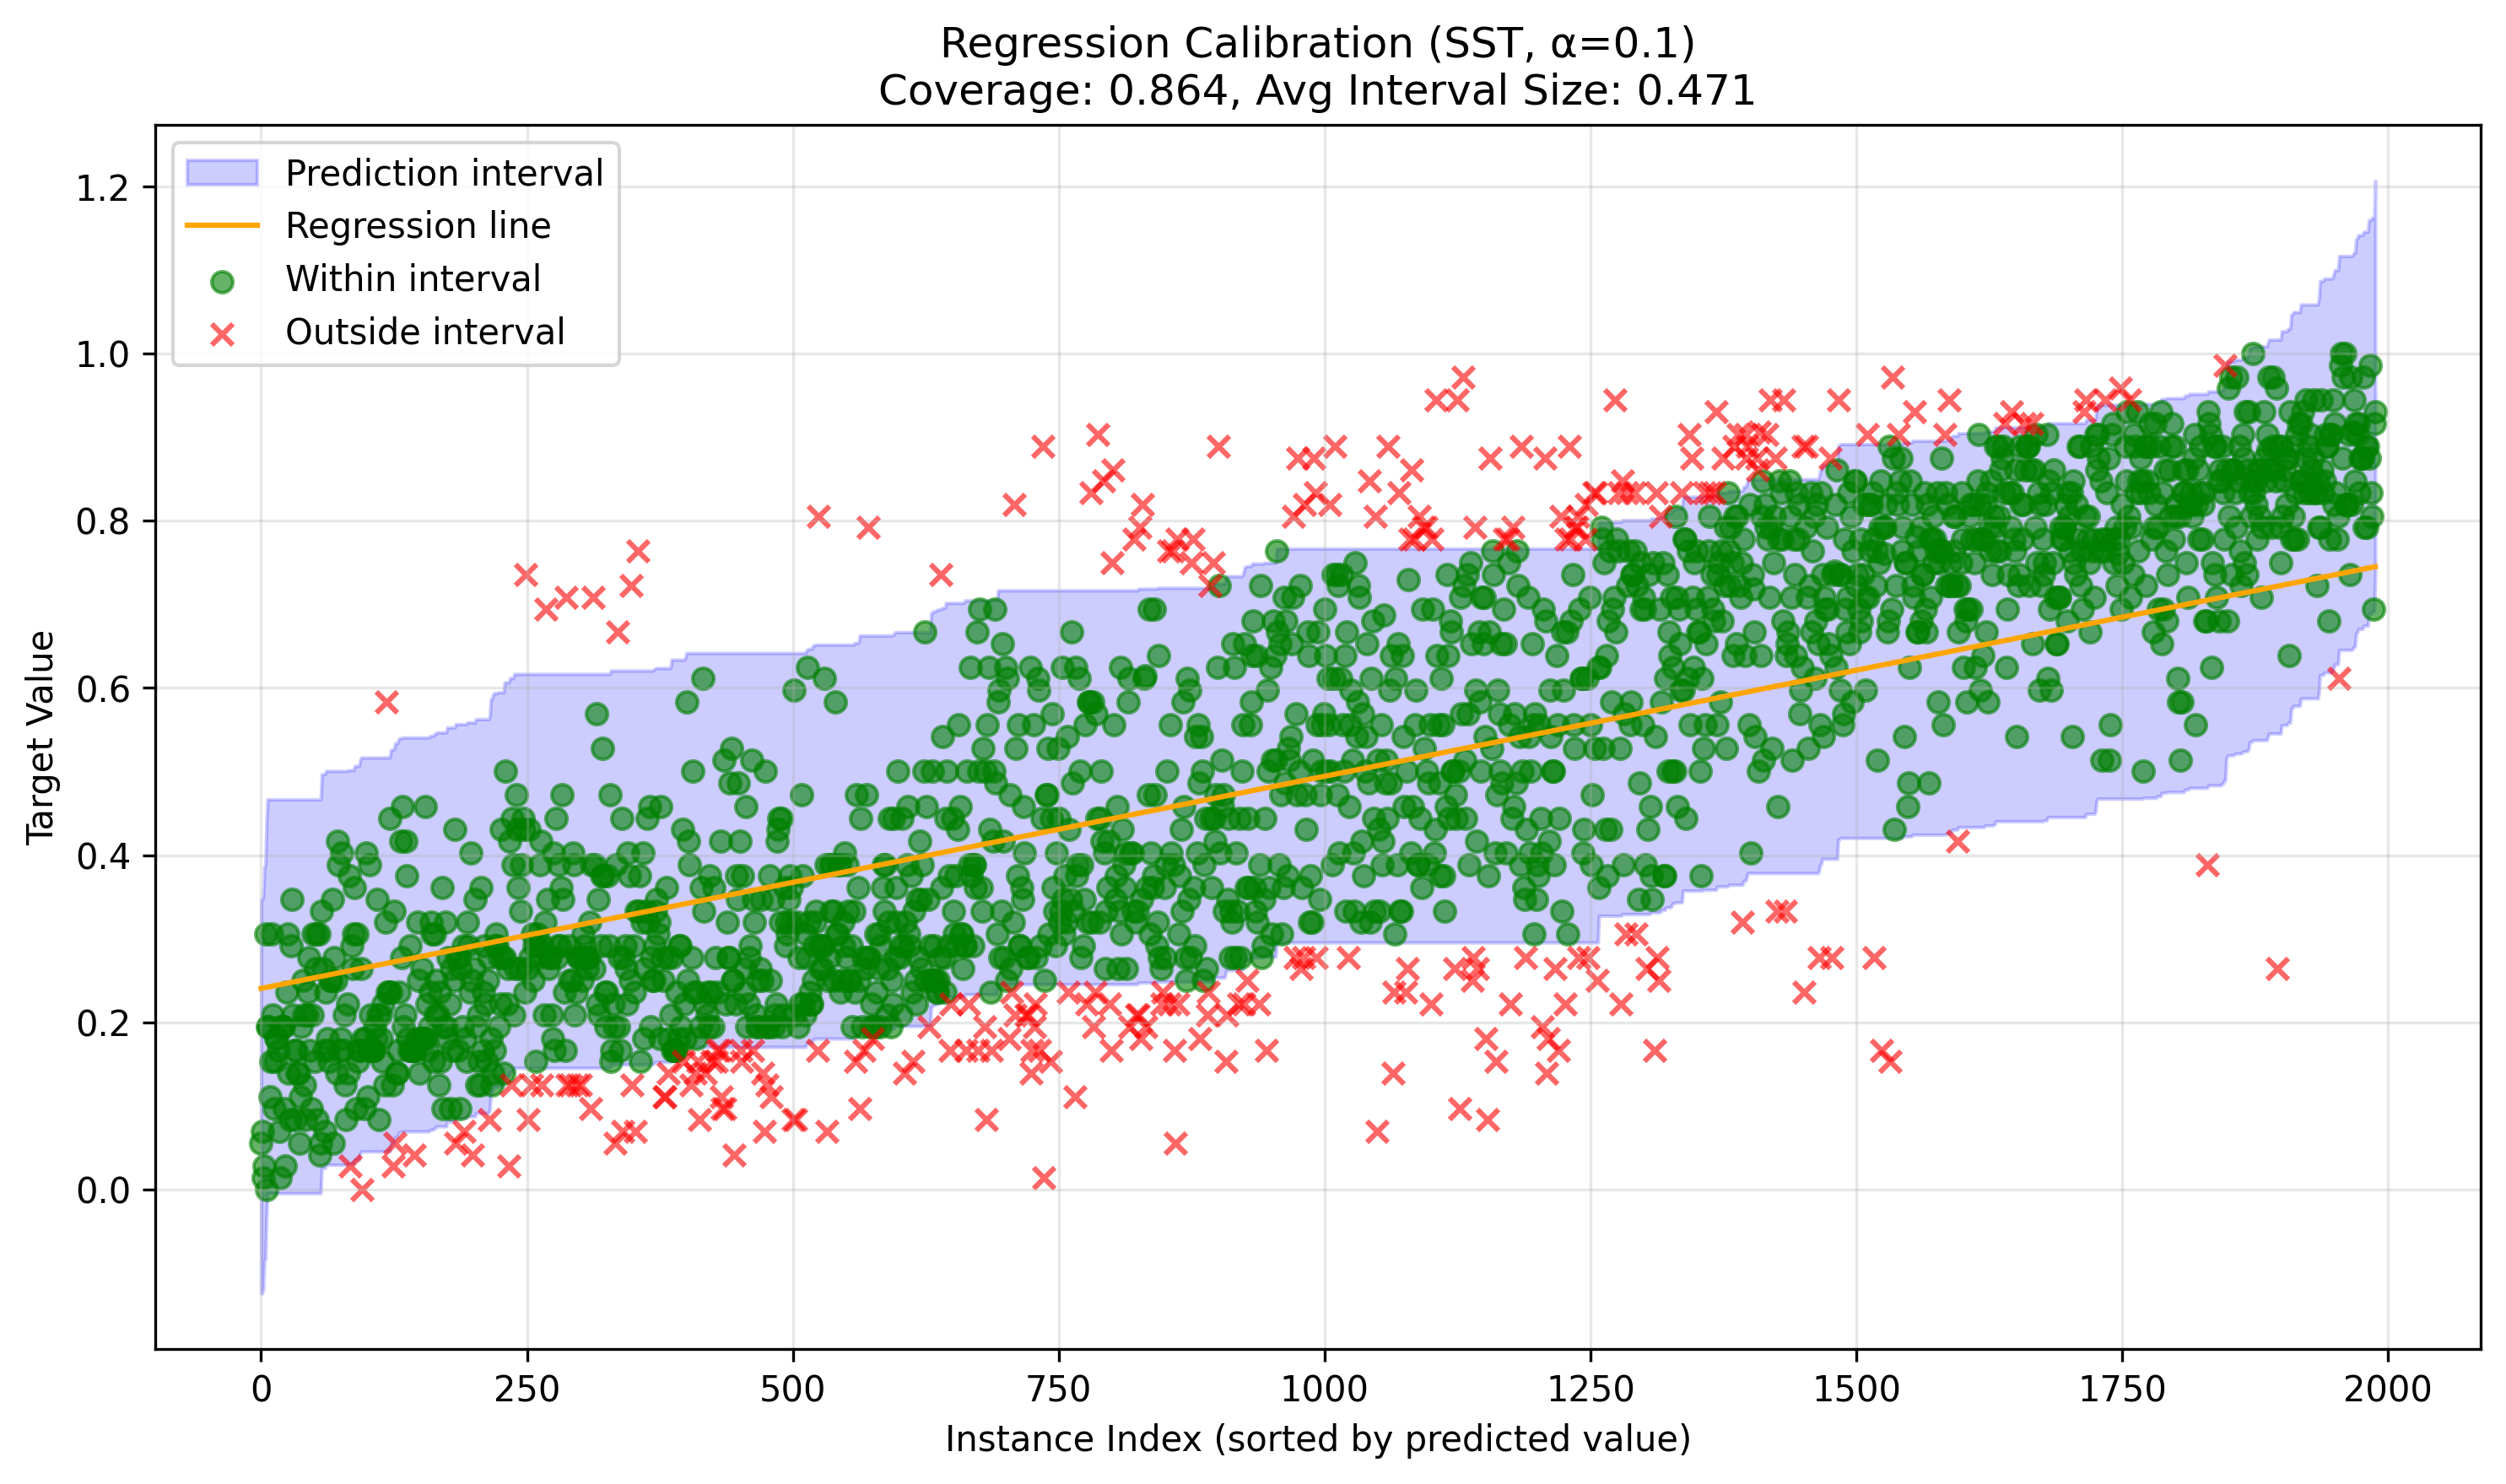 Regression Calibration (SST, α=0.1)
Coverage: 0.864, Avg Interval Size: 0.471
Prediction interval
Regression line
Within interval
Outside interval
1.2
1.0
0.8
0.6
0.4
0.2
0.0
Target Value
0 250 500 750 1000 1250 1500 1750 2000
Instance Index (sorted by predicted value)